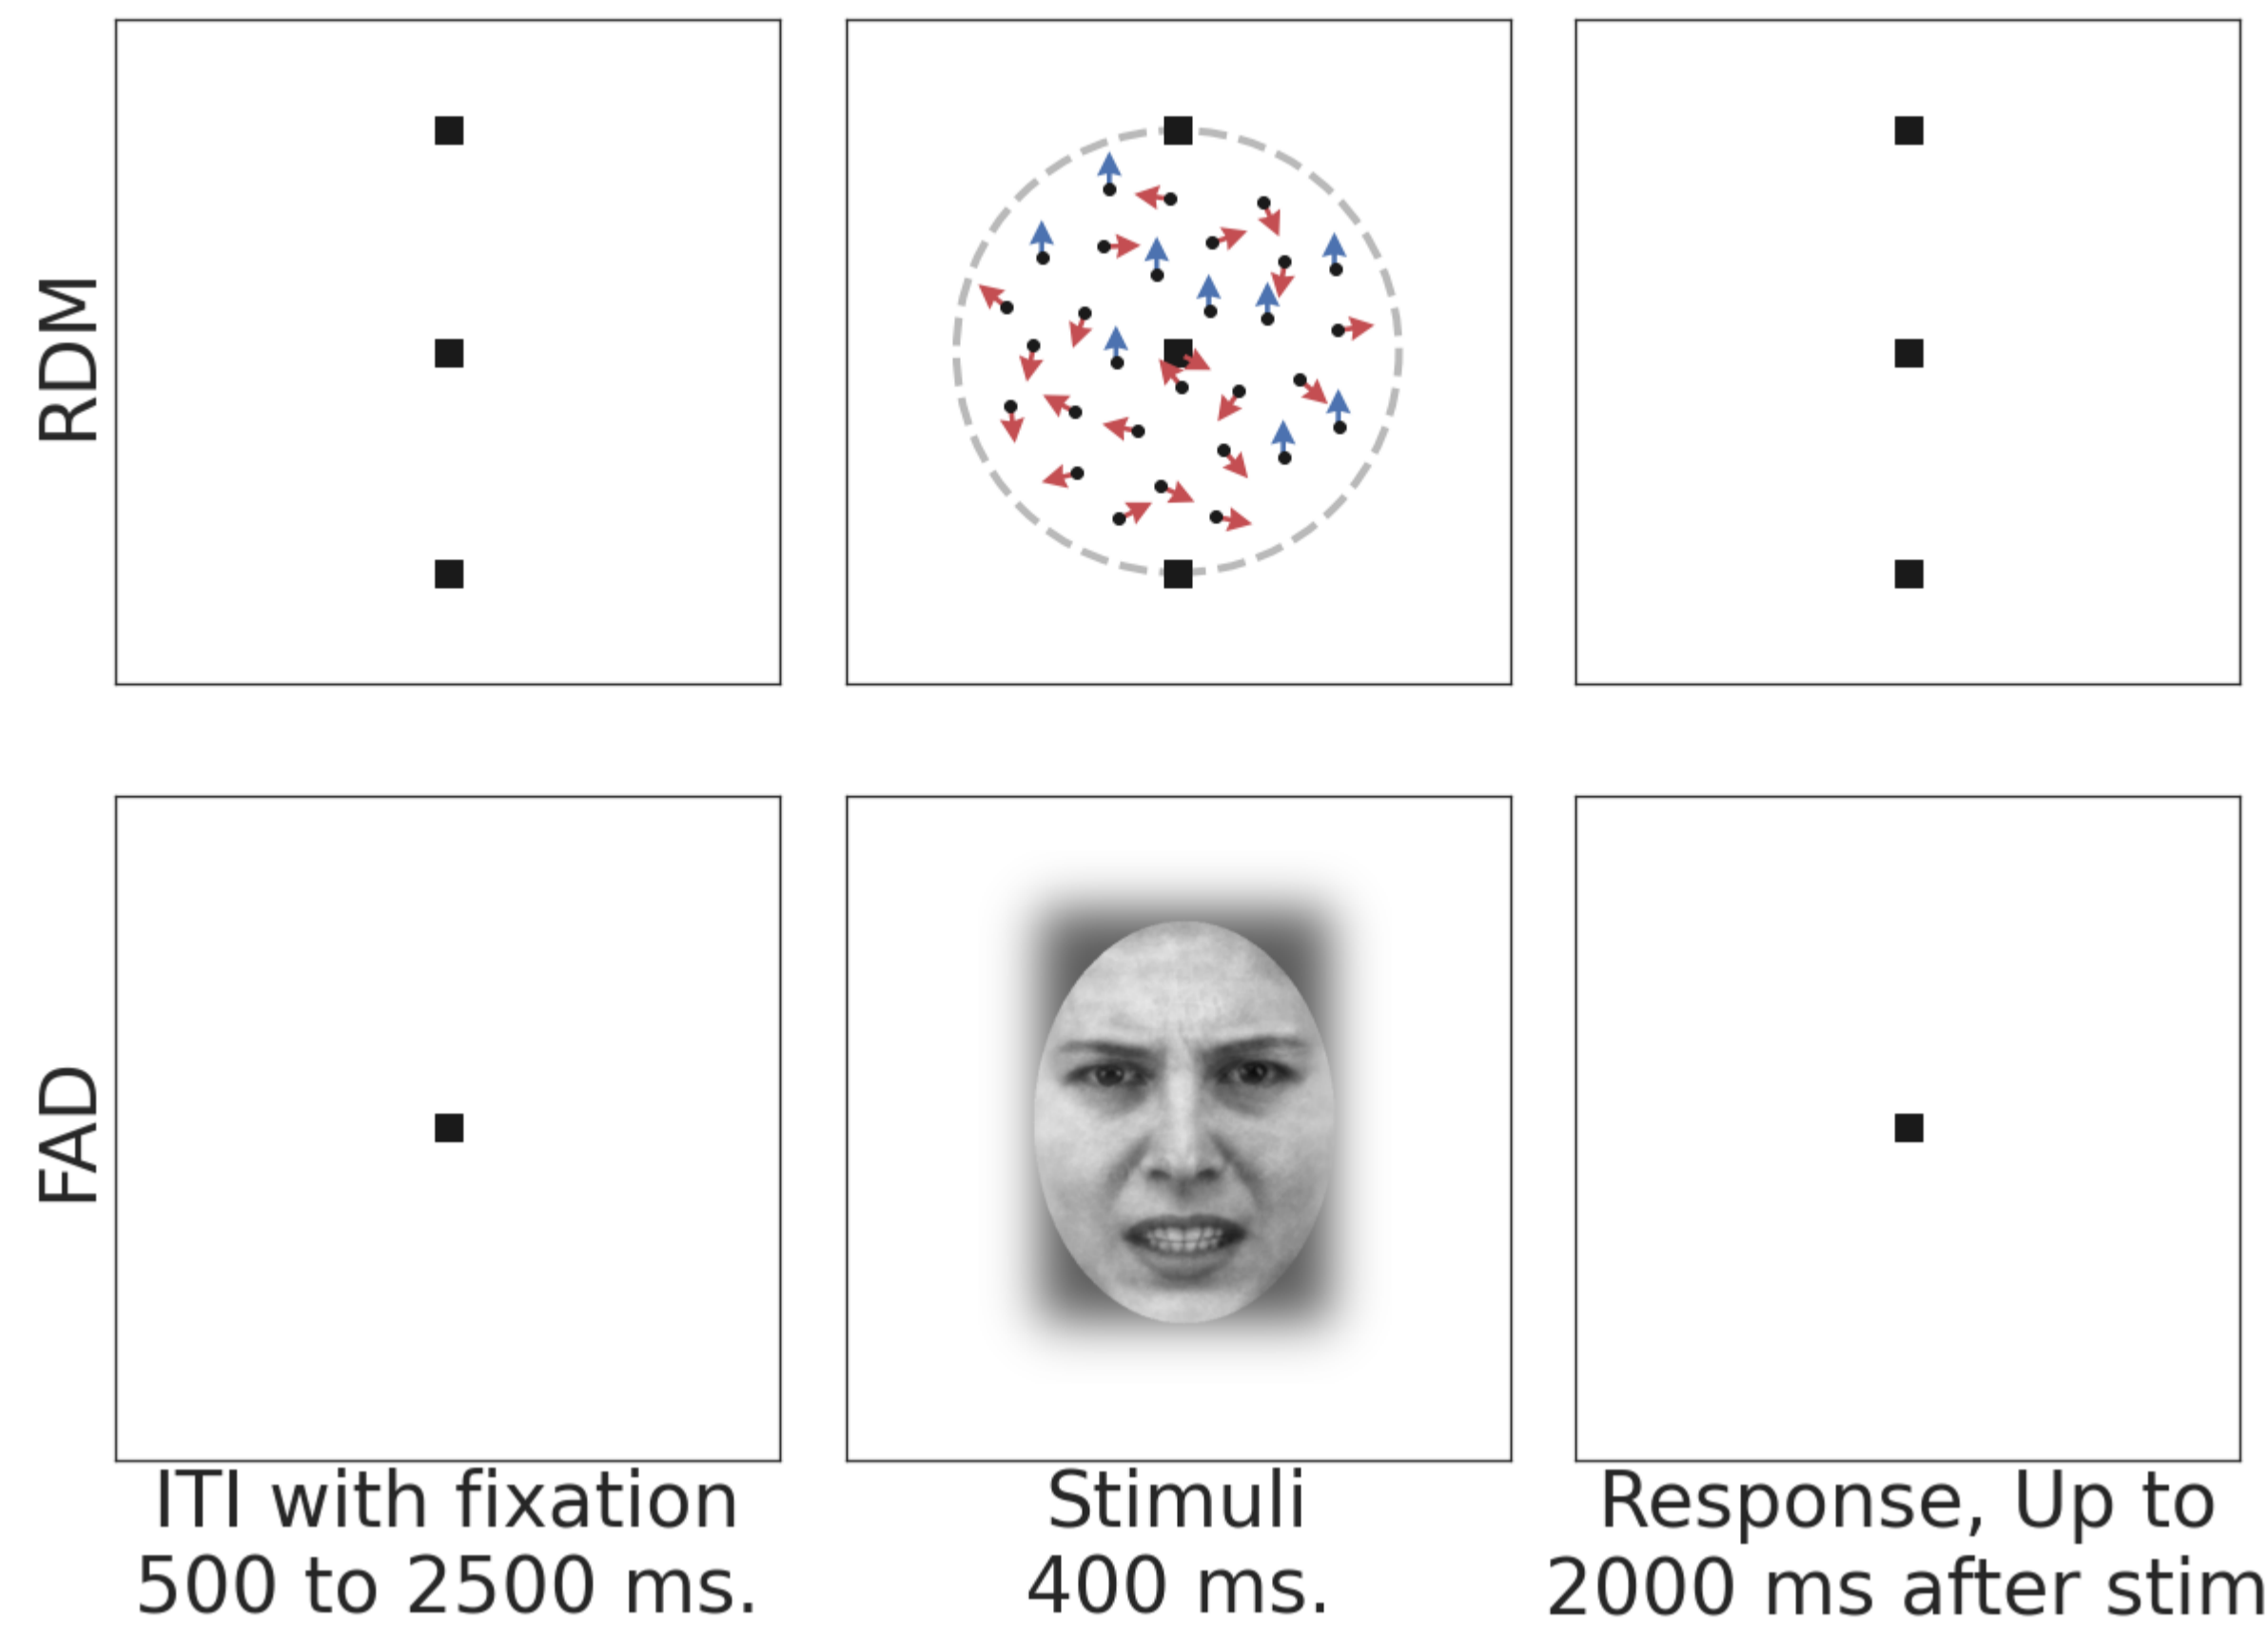 RDM
FAD
ITI with fixation
500 to 2500 ms.
Stimuli
400 ms.
Response, Up to
2000 ms after stim